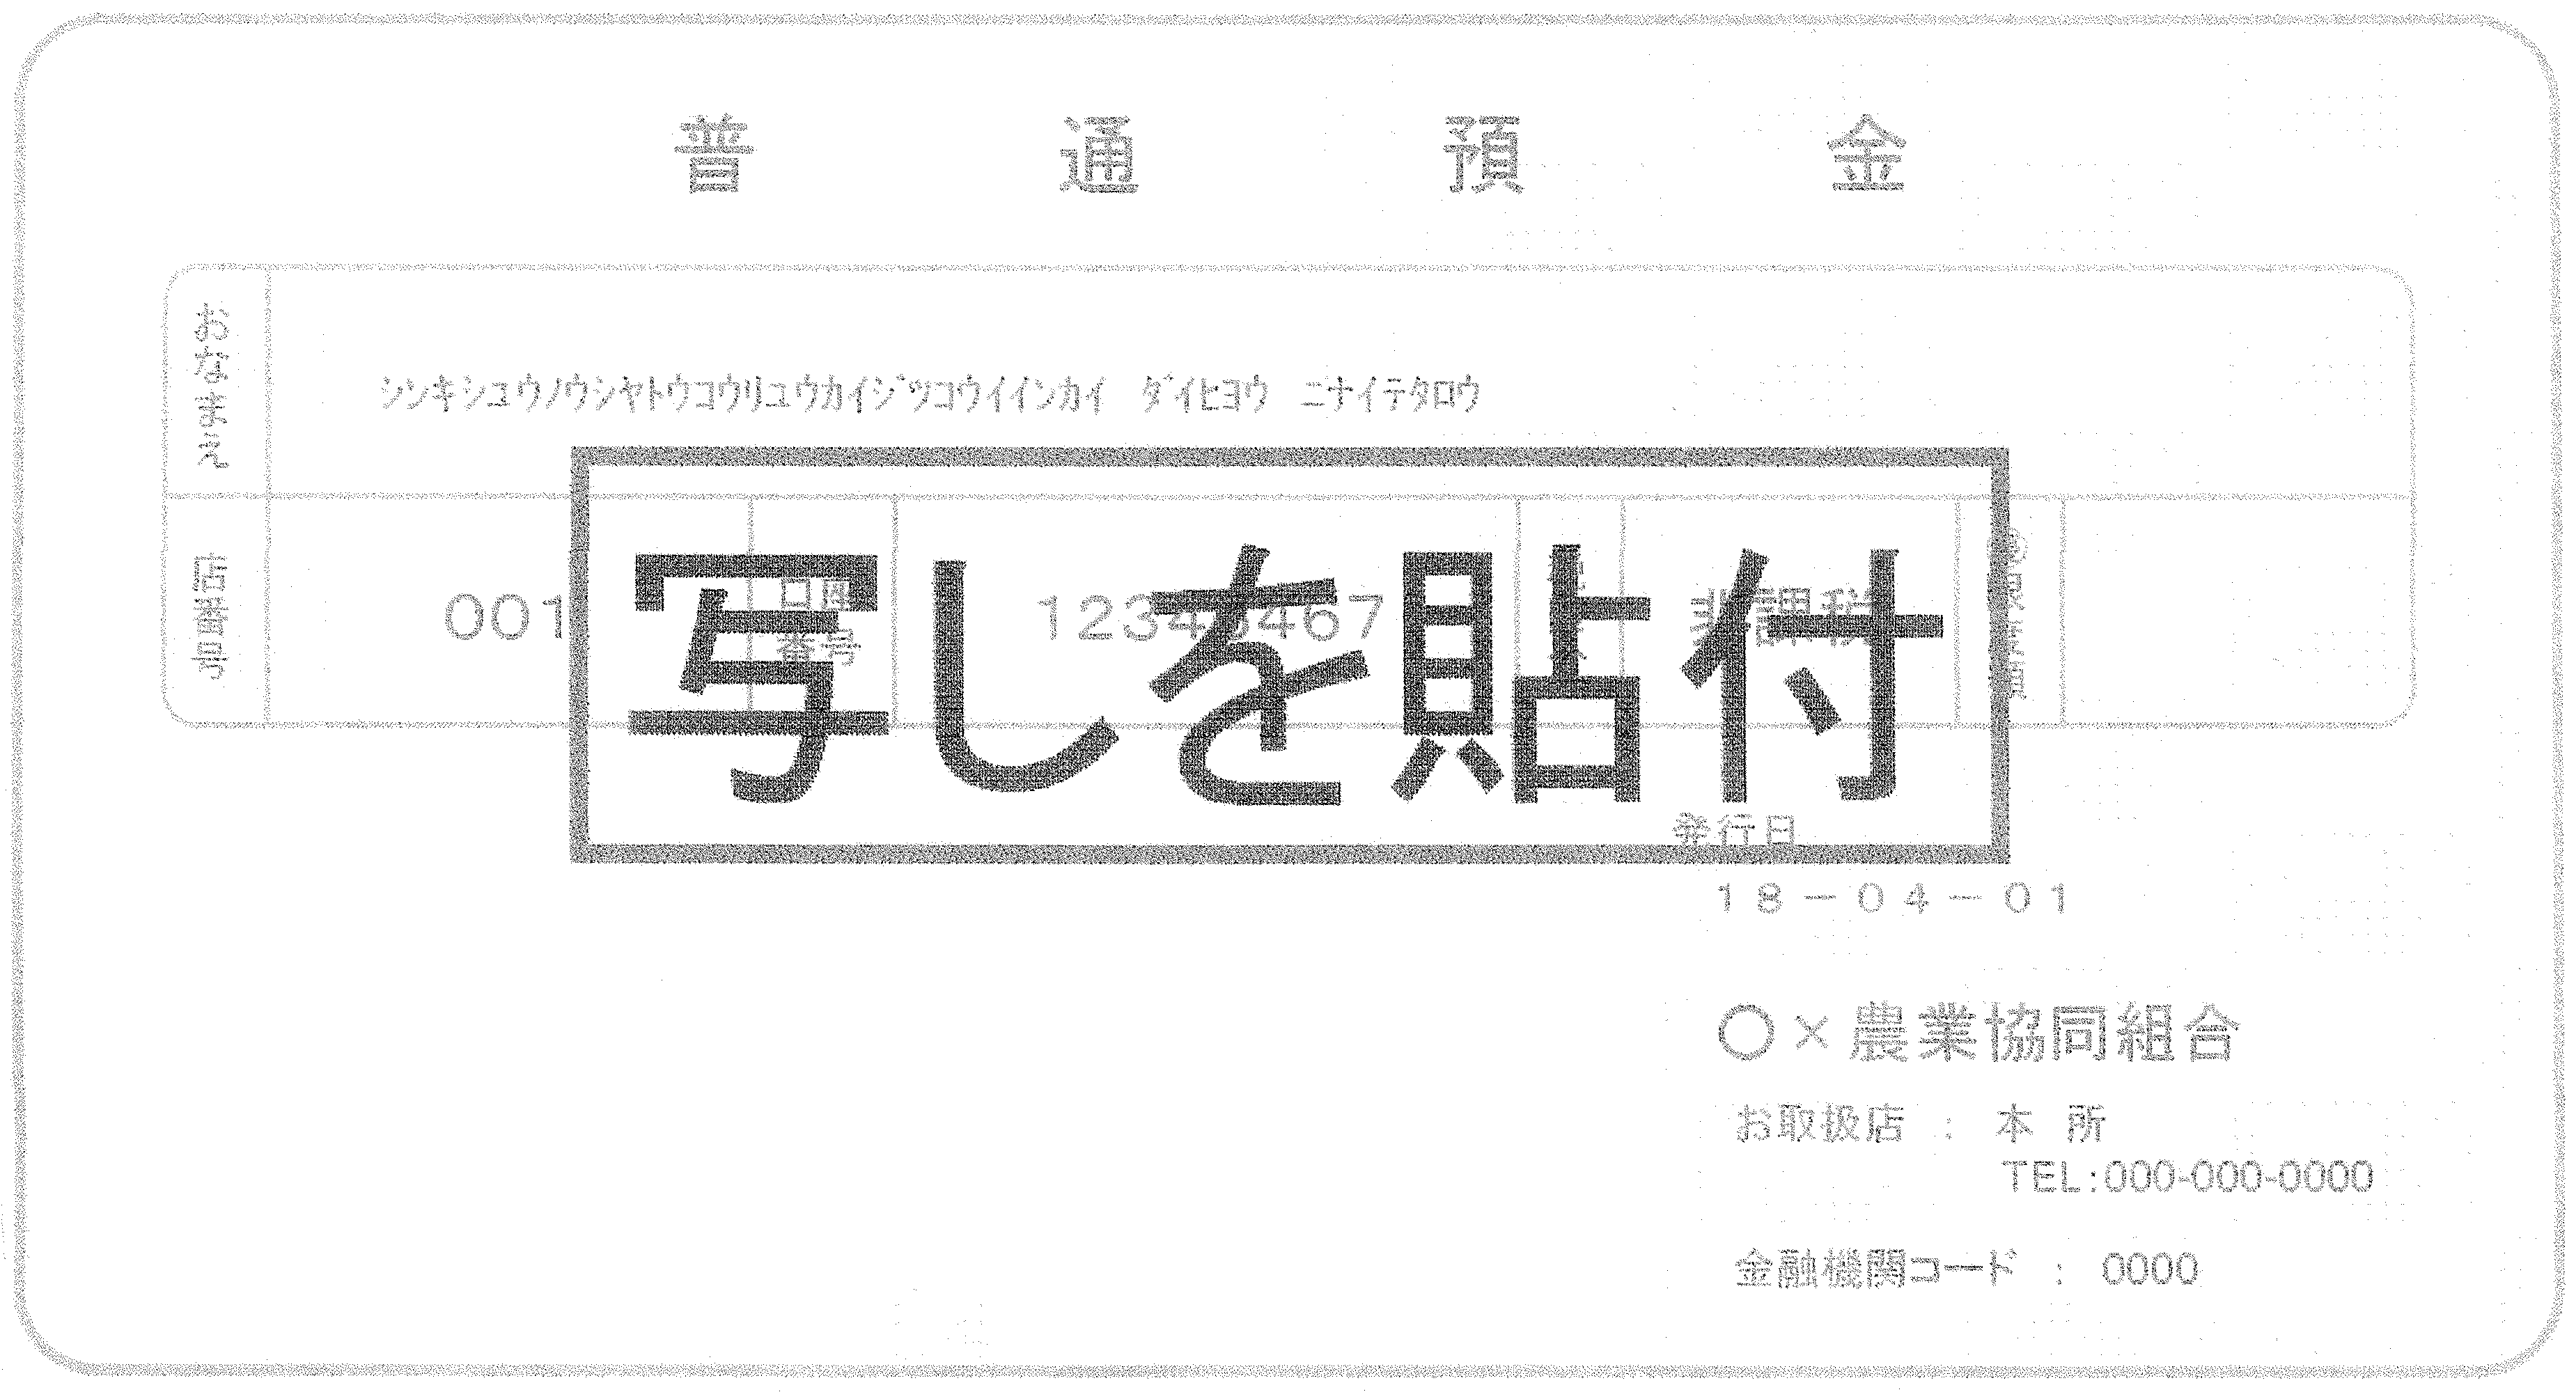 普通預金
おなまえ
シンキシュウノウシヤトウコウリュウカイジツコウイインカイ ダイヒヨウ ニナイテタロウ
店番号 001 口座番号 非課税
写しを貼付
発行日
18-04-01
○×農業協同組合
お取扱店 : 本 所
TEL:000-000-0000
金融機関コード : 0000